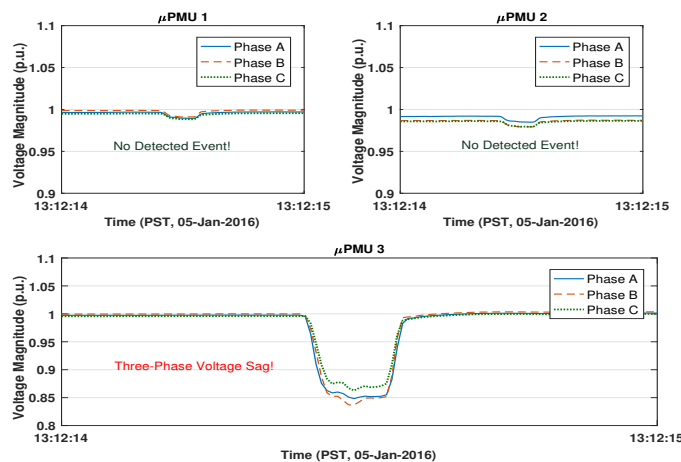 μPMU 1
Voltage Magnitude (p.u.)
1.1
1.05
1
0.95
0.9
Phase A
Phase B
Phase C
No Detected Event!
13:12:14
13:12:15
Time (PST, 05-Jan-2016)
μPMU 2
Voltage Magnitude (p.u.)
1.1
1.05
1
0.95
0.9
Phase A
Phase B
Phase C
No Detected Event!
13:12:14
13:12:15
Time (PST, 05-Jan-2016)
μPMU 3
Voltage Magnitude (p.u.)
1.1
1.05
1
0.95
0.9
0.85
0.8
Phase A
Phase B
Phase C
Three-Phase Voltage Sag!
13:12:14
13:12:15
Time (PST, 05-Jan-2016)